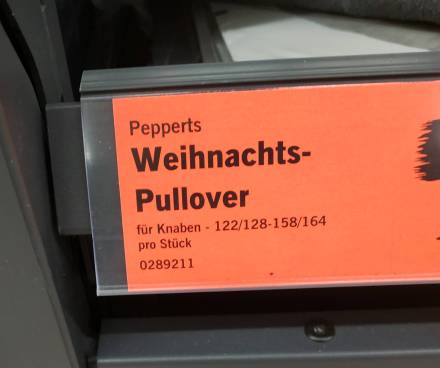 Pepperts
Weihnachts-
Pullover
für Knaben - 122/128-158/164
pro Stück
0289211